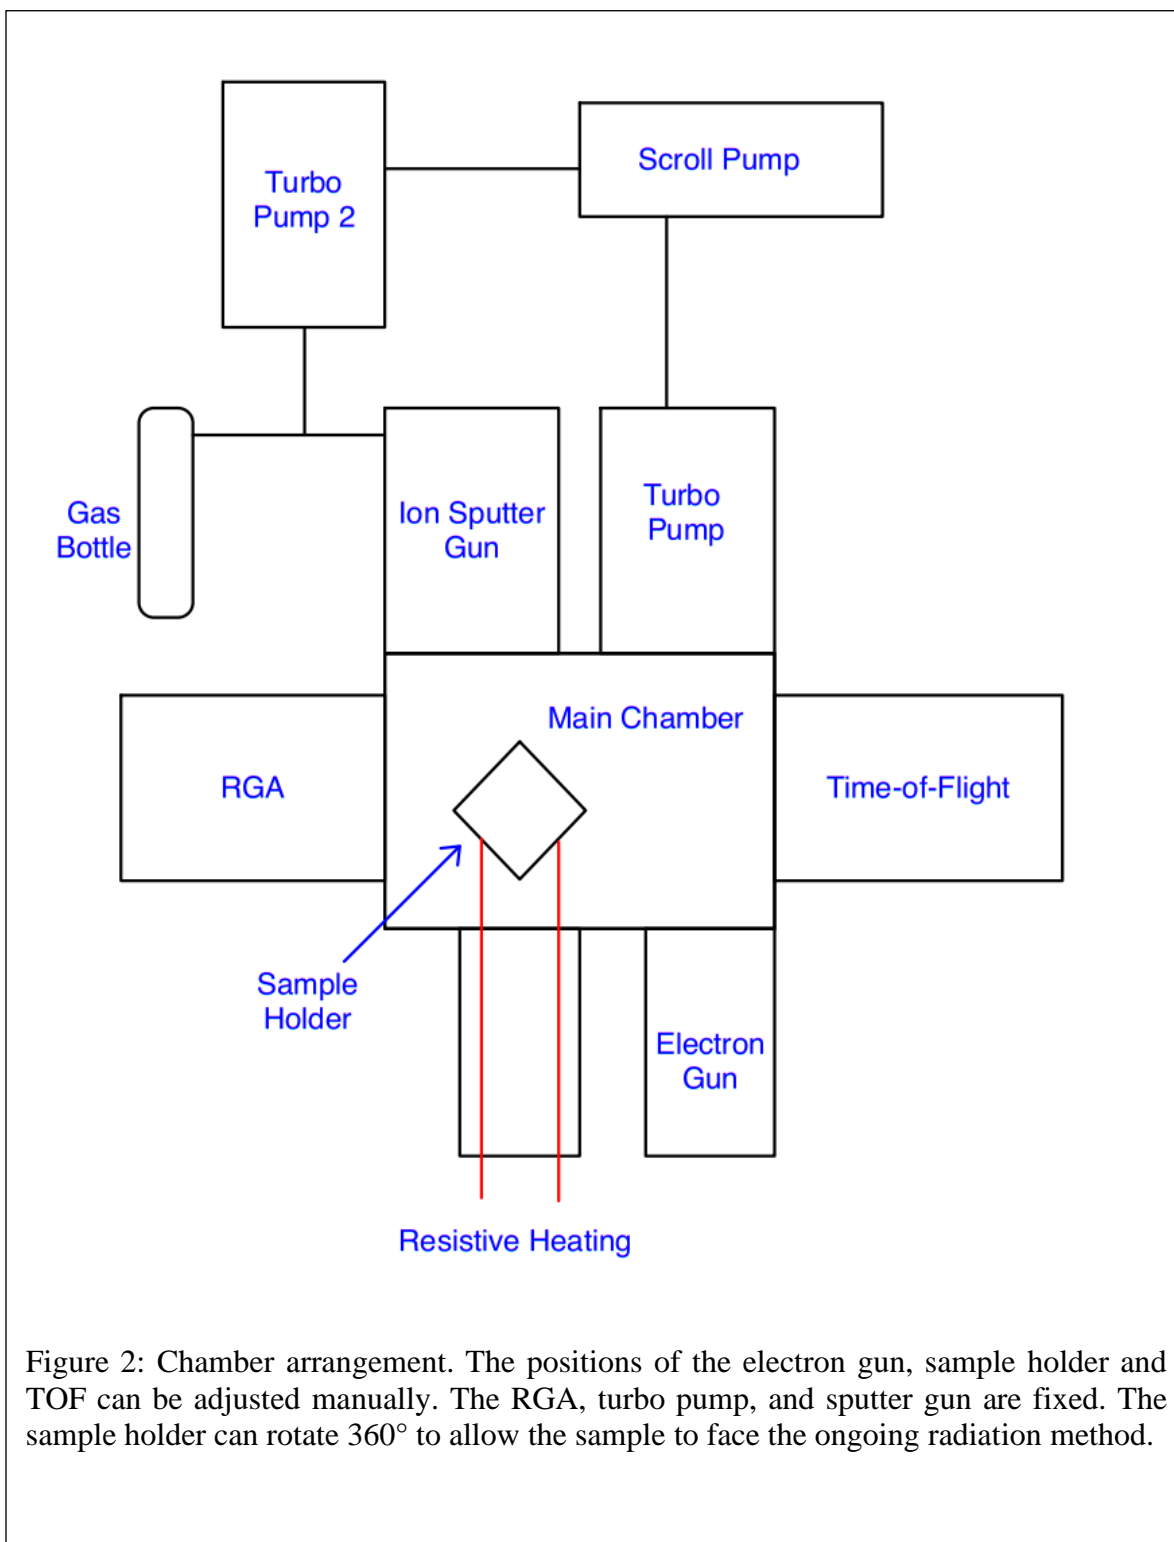 Turbo
Pump 2
Scroll Pump
Gas
Bottle
Ion Sputter
Gun
Turbo
Pump
Main Chamber
RGA
Time-of-Flight
Sample
Holder
Electron
Gun
Resistive Heating
Figure 2: Chamber arrangement. The positions of the electron gun, sample holder and
TOF can be adjusted manually. The RGA, turbo pump, and sputter gun are fixed. The
sample holder can rotate 360° to allow the sample to face the ongoing radiation method.